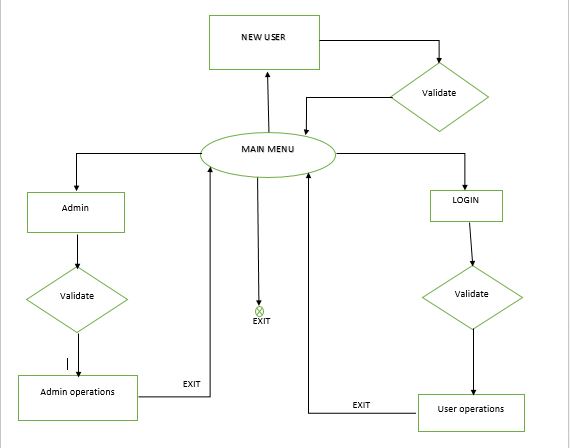 NEW USER
Validate
MAIN MENU
Admin
LOGIN
Validate
Validate
EXIT
EXIT
Admin operations
EXIT
User operations